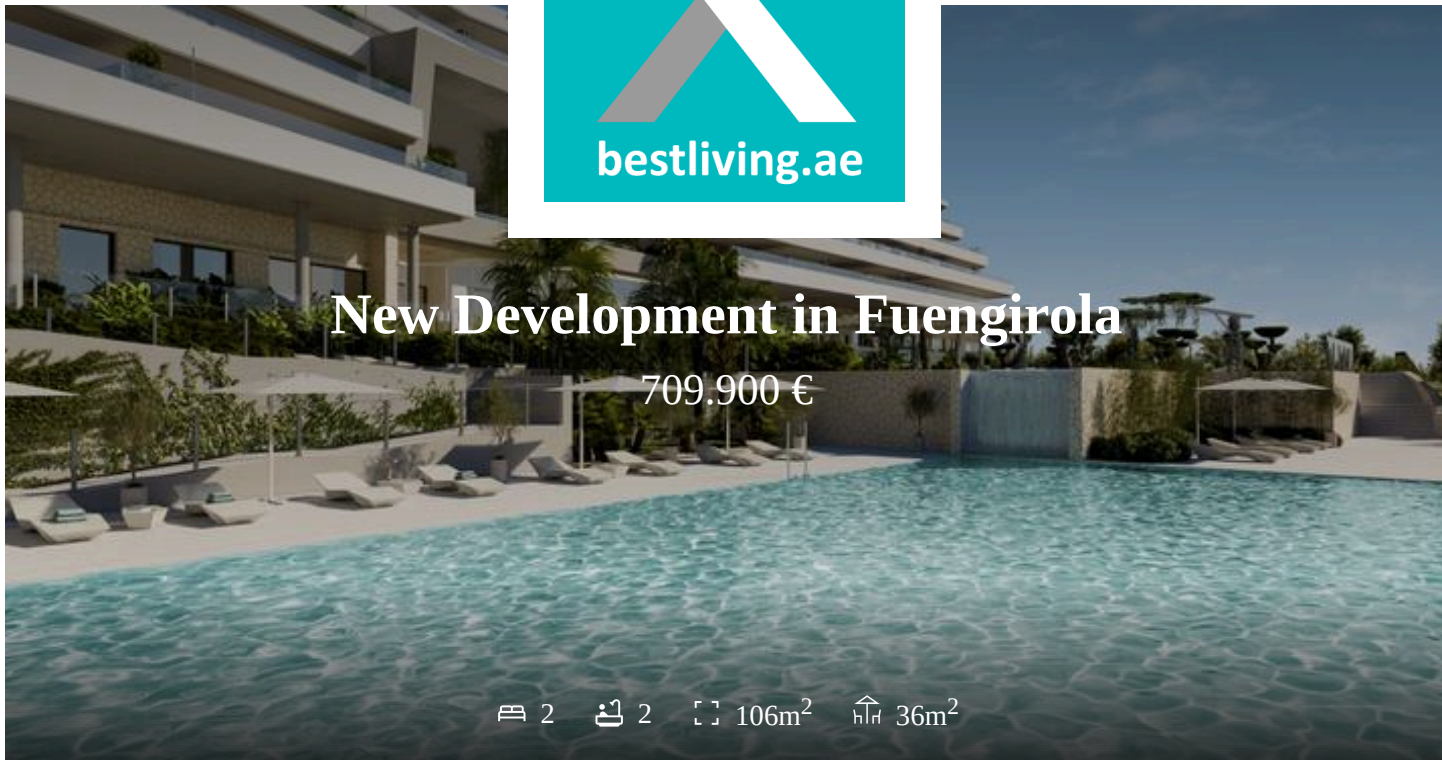 bestliving.ae
New Development in Fuengirola
709.900 €
2 2 106m² 36m²